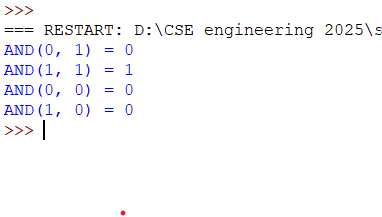 >>>
=== RESTART: D:\CSE engineering 2025\s
AND(0, 1) = 0
AND(1, 1) = 1
AND(0, 0) = 0
AND(1, 0) = 0
>>>